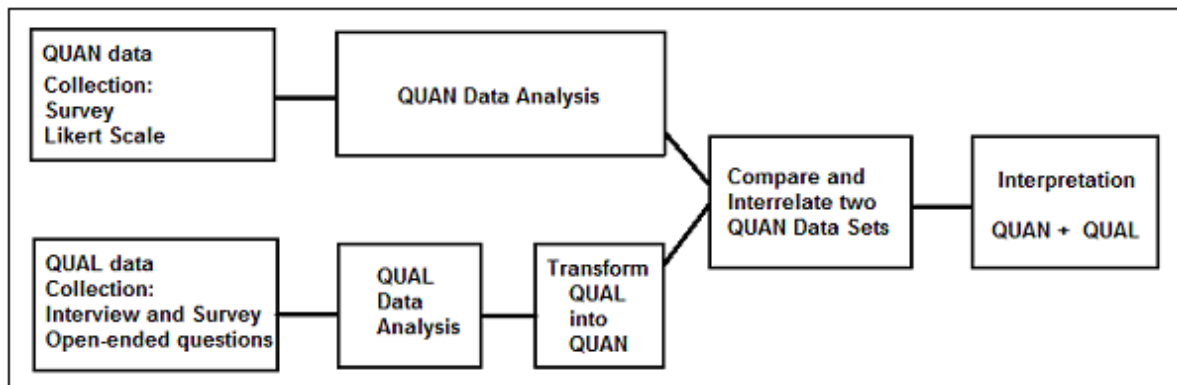 QUAN data
Collection:
Survey
Likert Scale
QUAN Data Analysis
QUAL data
Collection:
Interview and Survey
Open-ended questions
QUAL
Data
Analysis
Transform
QUAL
into
QUAN
Compare and
Interrelate two
QUAN Data Sets
Interpretation
QUAN + QUAL